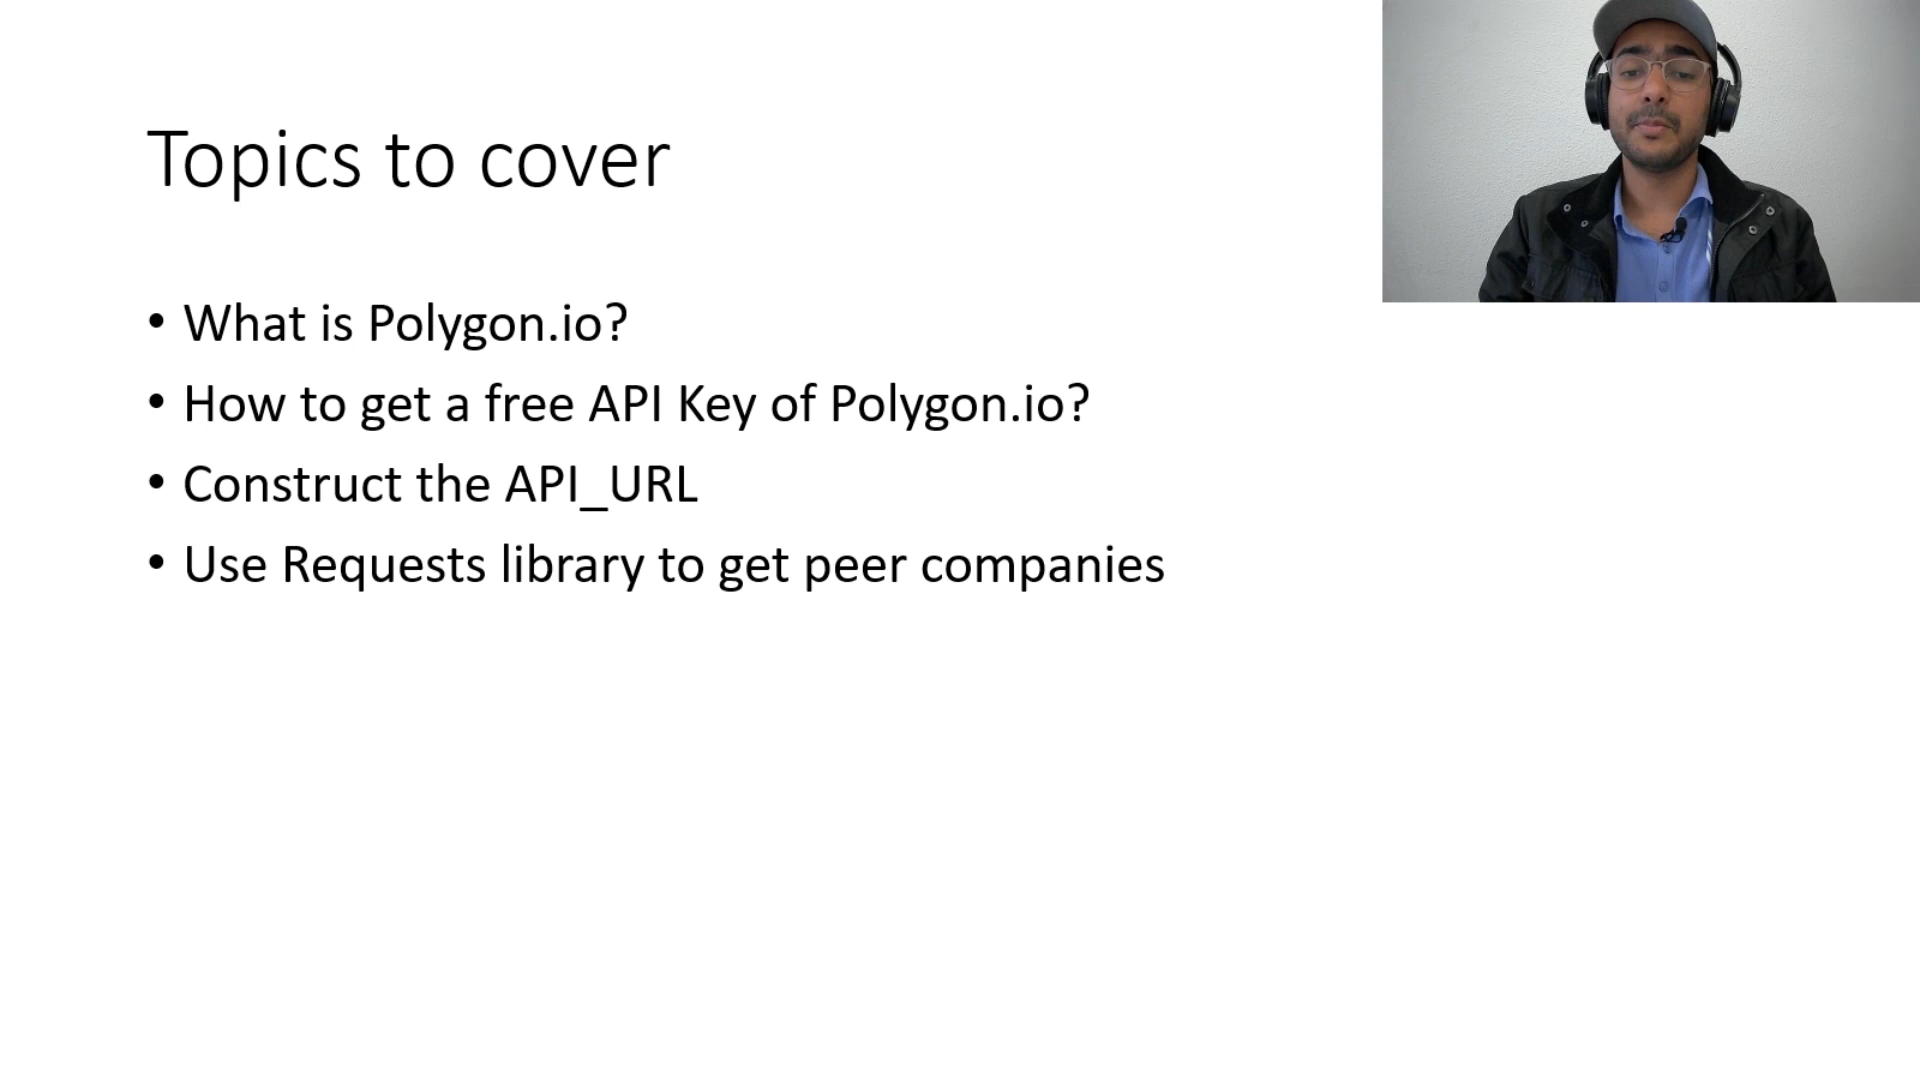 Topics to cover
• What is Polygon.io?
• How to get a free API Key of Polygon.io?
• Construct the API_URL
• Use Requests library to get peer companies